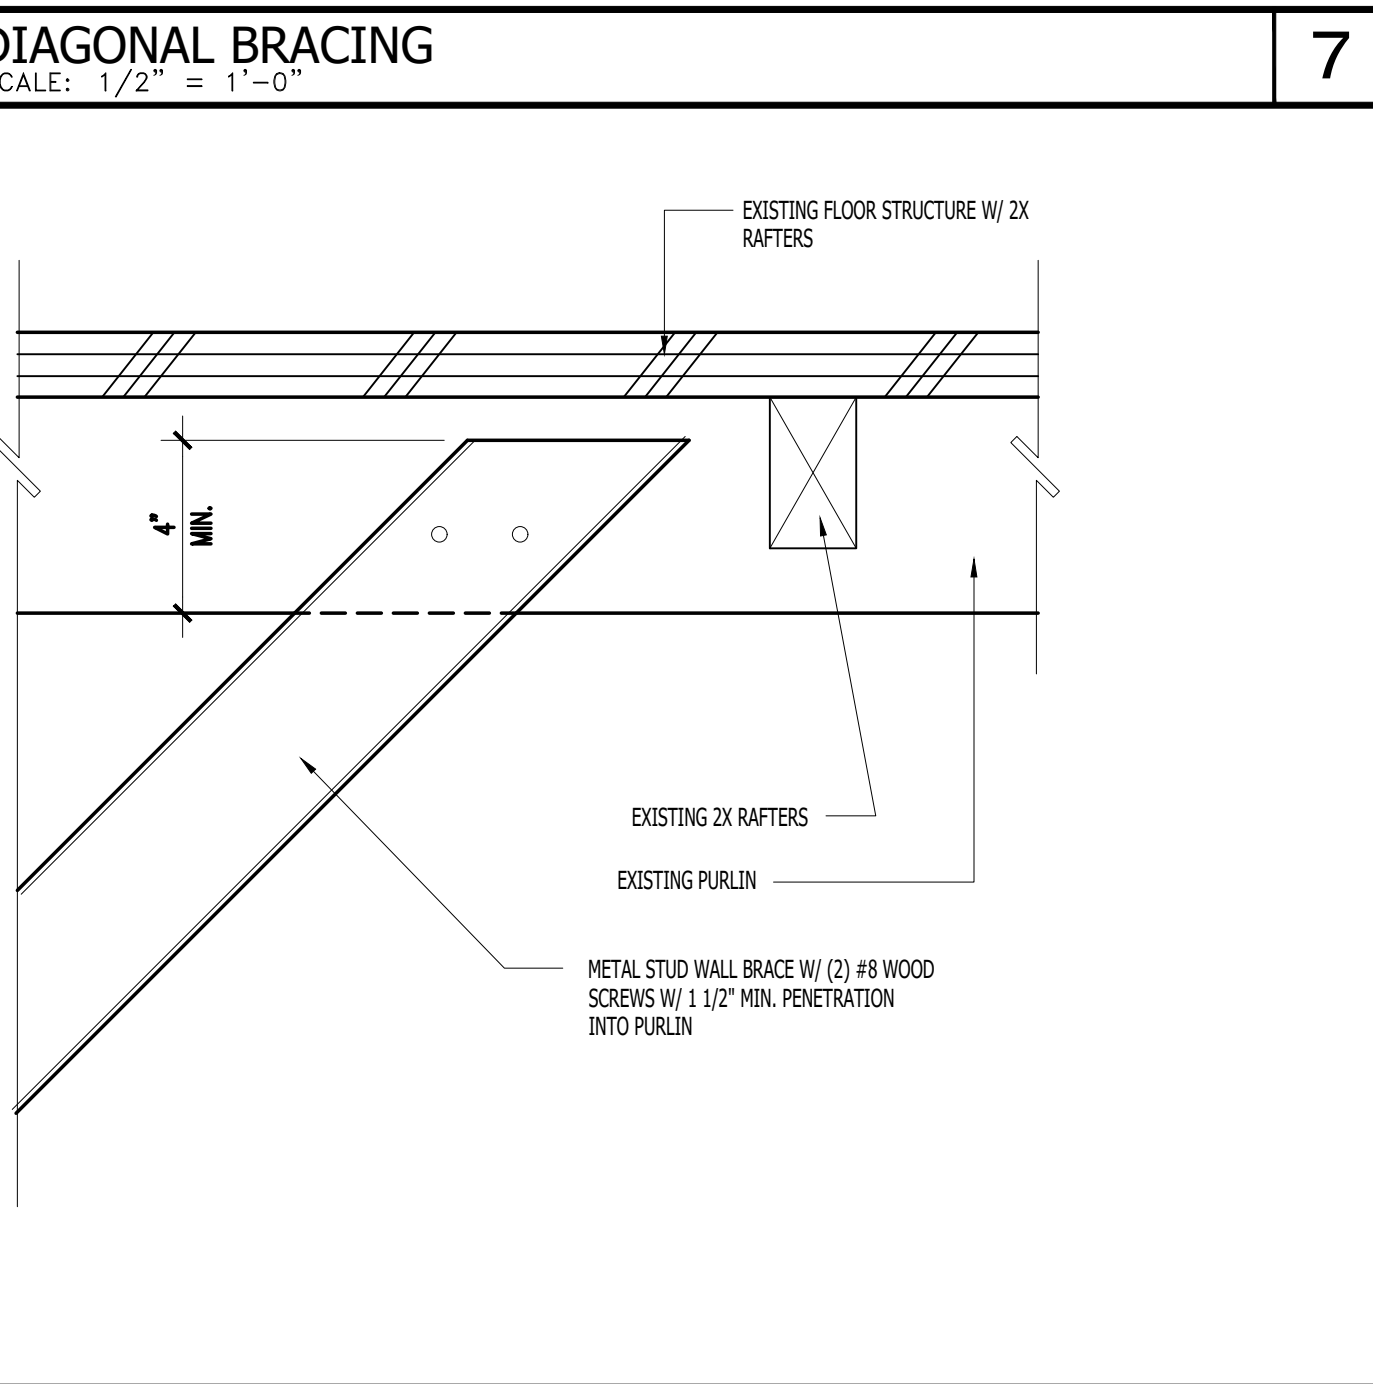 DIAGONAL BRACING
SCALE: 1/2" = 1'-0"
7
EXISTING FLOOR STRUCTURE W/ 2X
RAFTERS
4"
MIN.
EXISTING 2X RAFTERS
EXISTING PURLIN
METAL STUD WALL BRACE W/ (2) #8 WOOD
SCREWS W/ 1 1/2" MIN. PENETRATION
INTO PURLIN